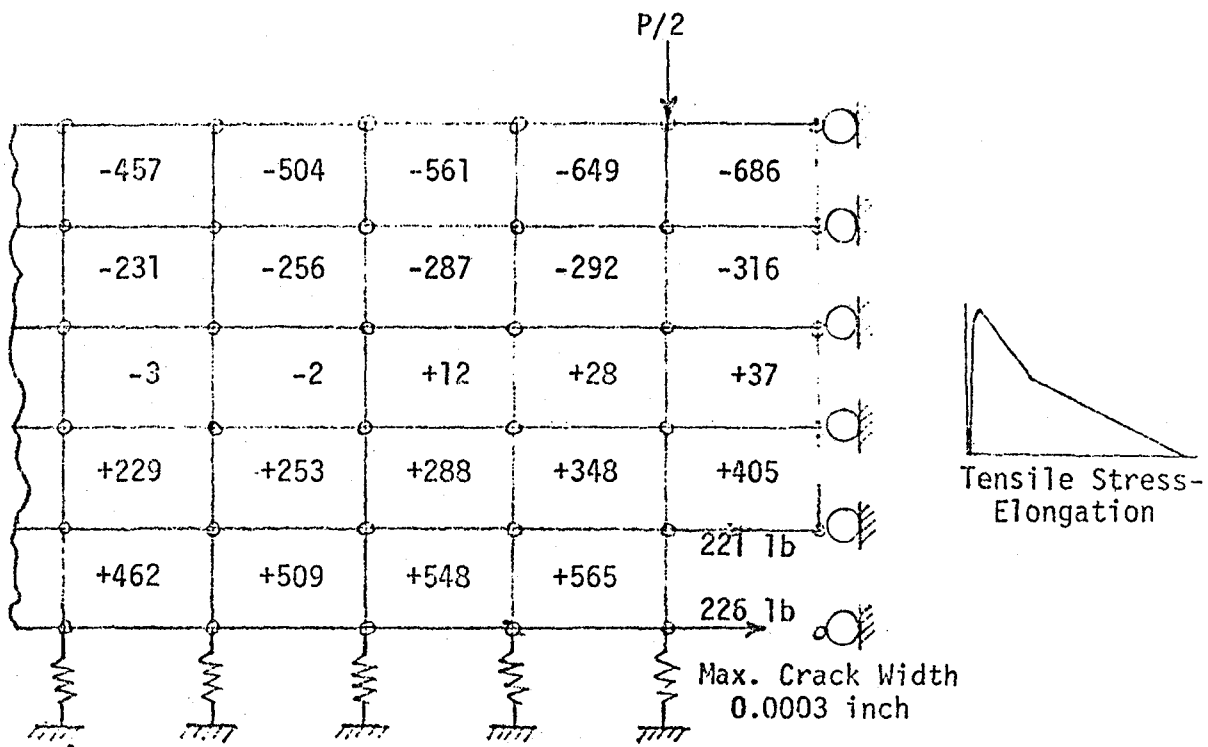 P/2
-457 -504 -561 -649 -686
-231 -256 -287 -292 -316
-3 -2 +12 +28 +37
+229 +253 +288 +348 +405
Tensile Stress-
Elongation
221 lb
+462 +509 +548 +565
226 lb
Max. Crack Width
0.0003 inch